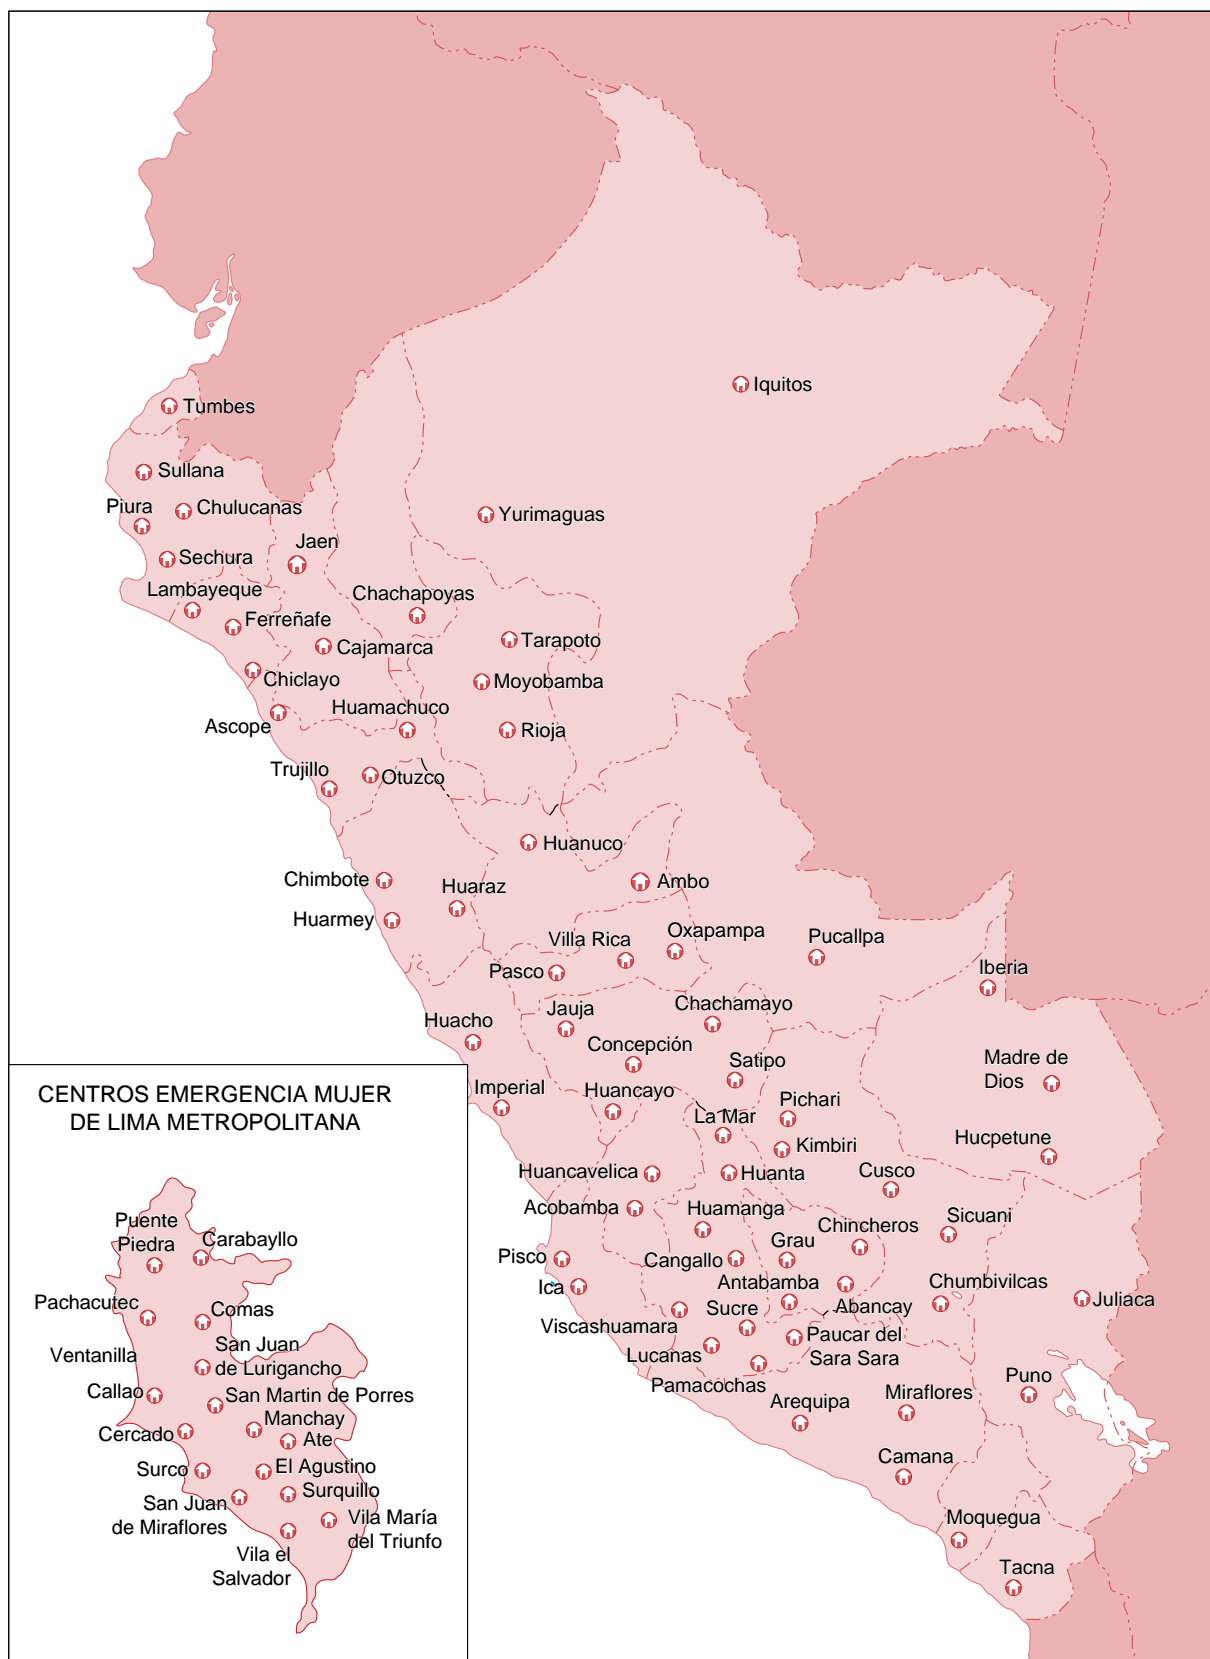 Iquitos
Tumbes
Sullana
Piura
Chulucanas
Yurimaguas
Jaen
Sechura
Lambayeque
Chachapoyas
Ferreñafe
Tarapoto
Cajamarca
Chiclayo
Moyobamba
Huamachuco
Ascope
Rioja
Trujillo
Otuzco
Huanuco
Chimbote
Huaraz
Ambo
Huarmey
Villa Rica
Oxapampa
Pucallpa
Pasco
Iberia
Jauja
Chachamayo
Huacho
Concepción
Satipo
Madre de
Dios
Imperial
Huancayo
Pichari
La Mar
Kimbiri
Hucpetune
Huancavelica
Huanta
Cusco
Acobamba
Huamanga
Chincheros
Sicuani
Grau
Pisco
Cangallo
Ica
Antabamba
Abancay
Chumbivilcas
Juliaca
Viscashuamara
Sucre
Paucar del
Sara Sara
Lucanas
Pamacochas
Puno
Arequipa
Miraflores
Camana
Moquegua
Tacna
CENTROS EMERGENCIA MUJER
DE LIMA METROPOLITANA
Puente
Piedra
Carabayllo
Pachacutec
Comas
San Juan
de Lurigancho
Ventanilla
Callao
San Martin de Porres
Manchay
Cercado
Ate
Surco
El Agustino
Surquillo
San Juan
de Miraflores
Vila María
del Triunfo
Vila el
Salvador